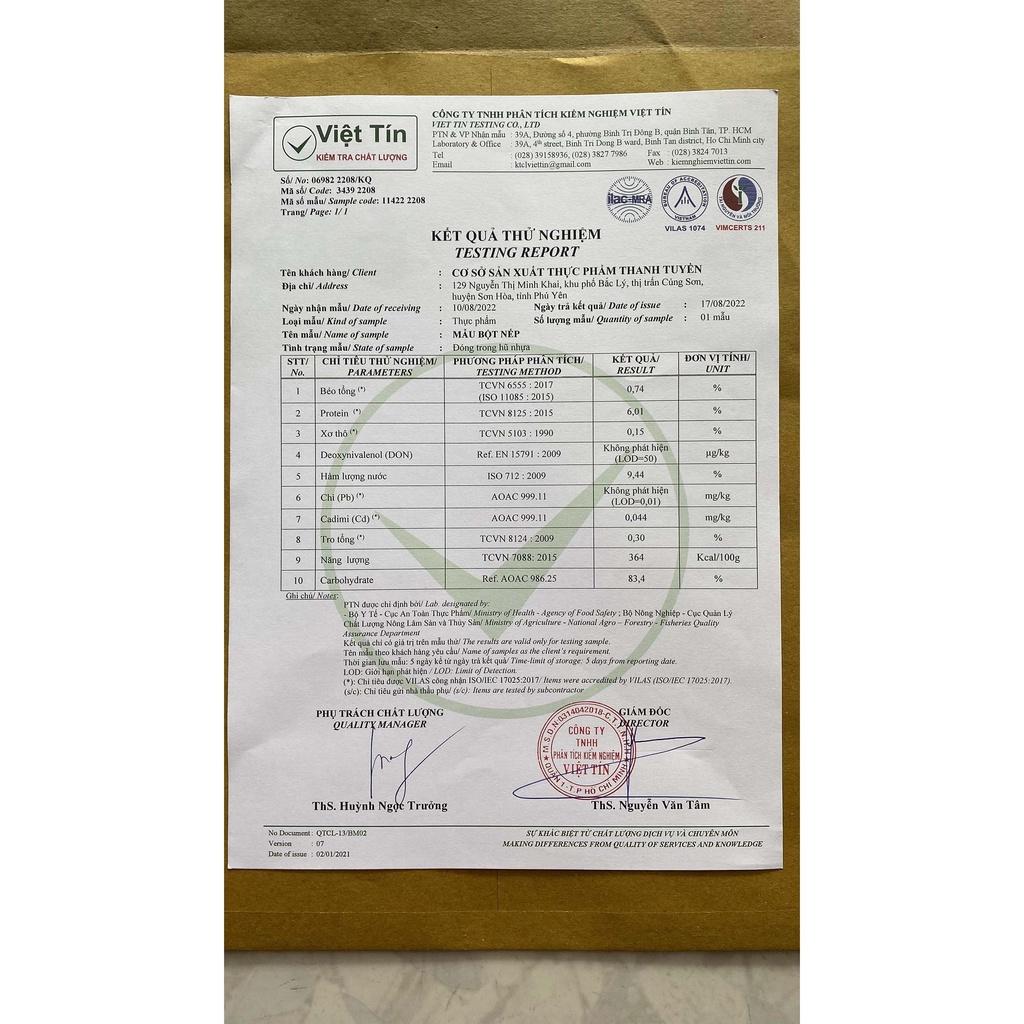 Việt Tín
KIỂM TRA CHẤT LƯỢNG
CÔNG TY TNHH PHÂN TÍCH KIỂM NGHIỆM VIỆT TÍN
VIET TIN TESTING CO., LTD
PTN & VP Nhận mẫu : 39A, Đường số 4, phường Bình Trị Đông B, quận Bình Tân, TP. HCM
Laboratory & Office : 39A, 4th street, Binh Tri Dong B ward, Binh Tan district, Ho Chi Minh city
Tel : (028) 39158936, (028) 3827 7986 Fax : (028) 3824 7013
Email : ktclviettin@gmail.com Web : kiemnghiemviettin.com
Số/ No: 06982 2208/KQ
Mã số/ Code: 3439 2208
Mã số mẫu/ Sample code: 11422 2208
Trang/ Page: 1/ 1
ilac-MRA
BUREAU OF ACCREDITATION
VIETNAM
VILAS 1074
TÀI NGUYÊN VÀ MÔI TRƯỜNG
VIMCERTS 211
KẾT QUẢ THỬ NGHIỆM
TESTING REPORT
Tên khách hàng/ Client : CƠ SỞ SẢN XUẤT THỰC PHẨM THANH TUYỀN
Địa chỉ/ Address : 129 Nguyễn Thị Minh Khai, khu phố Bắc Lý, thị trấn Củng Sơn,
huyện Sơn Hòa, tỉnh Phú Yên
Ngày nhận mẫu/ Date of receiving : 10/08/2022 Ngày trả kết quả/ Date of issue : 17/08/2022
Loại mẫu/ Kind of sample : Thực phẩm Số lượng mẫu/ Quantity of sample : 01 mẫu
Tên mẫu/ Name of sample : MẪU BỘT NẾP
Tình trạng mẫu/ State of sample : Đóng trong hũ nhựa
STT/ CHỈ TIÊU THỬ NGHIỆM/ PHƯƠNG PHÁP PHÂN TÍCH/ KẾT QUẢ/ ĐƠN VỊ TÍNH/
No. PARAMETERS TESTING METHOD RESULT UNIT
1 Béo tổng (*) TCVN 6555 : 2017 0,74 %
(ISO 11085 : 2015)
2 Protein (*) TCVN 8125 : 2015 6,01 %
3 Xơ thô (*) TCVN 5103 : 1990 0,15 %
4 Deoxynivalenol (DON) Ref. EN 15791 : 2009 Không phát hiện µg/kg
(LOD=50)
5 Hàm lượng nước ISO 712 : 2009 9,44 %
6 Chì (Pb) (*) AOAC 999.11 Không phát hiện mg/kg
(LOD=0,01)
7 Cadimi (Cd) (*) AOAC 999.11 0,044 mg/kg
8 Tro tổng (*) TCVN 8124 : 2009 0,30 %
9 Năng lượng TCVN 7088: 2015 364 Kcal/100g
10 Carbohydrate Ref. AOAC 986.25 83,4 %
Ghi chú/ Notes:
PTN được chỉ định bởi/ Lab. designated by:
- Bộ Y Tế - Cục An Toàn Thực Phẩm/ Ministry of Health - Agency of Food Safety ; Bộ Nông Nghiệp - Cục Quản Lý
Chất Lượng Nông Lâm Sản và Thủy Sản/ Ministry of Agriculture - National Agro – Forestry - Fisheries Quality
Assurance Department
Kết quả chỉ có giá trị trên mẫu thử/ The results are valid only for testing sample.
Tên mẫu theo khách hàng yêu cầu/ Name of samples as the client's requirement.
Thời gian lưu mẫu: 5 ngày kể từ ngày trả kết quả/ Time-limit of storage: 5 days from reporting date.
LOD: Giới hạn phát hiện / LOD: Limit of Detection.
(*): Chỉ tiêu được VILAS công nhận ISO/IEC 17025:2017/ Items were accredited by VILAS (ISO/IEC 17025:2017).
(s/c): Chỉ tiêu gửi nhà thầu phụ/ (s/c): Items are tested by subcontractor
PHỤ TRÁCH CHẤT LƯỢNG GIÁM ĐỐC
QUALITY MANAGER DIRECTOR
M.S.D.N:0314042018-C.T.T.N.H.H
CÔNG TY
TNHH
PHÂN TÍCH KIỂM NGHIỆM
VIỆT TÍN
QUẬN 1 - T.P HỒ CHÍ MINH
ThS. Huỳnh Ngọc Trưởng ThS. Nguyễn Văn Tâm
No Document : QTCL-13/BM02 SỰ KHÁC BIỆT TỪ CHẤT LƯỢNG DỊCH VỤ VÀ CHUYÊN MÔN
Version : 07 MAKING DIFFERENCES FROM QUALITY OF SERVICES AND KNOWLEDGE
Date of issue : 02/01/2021